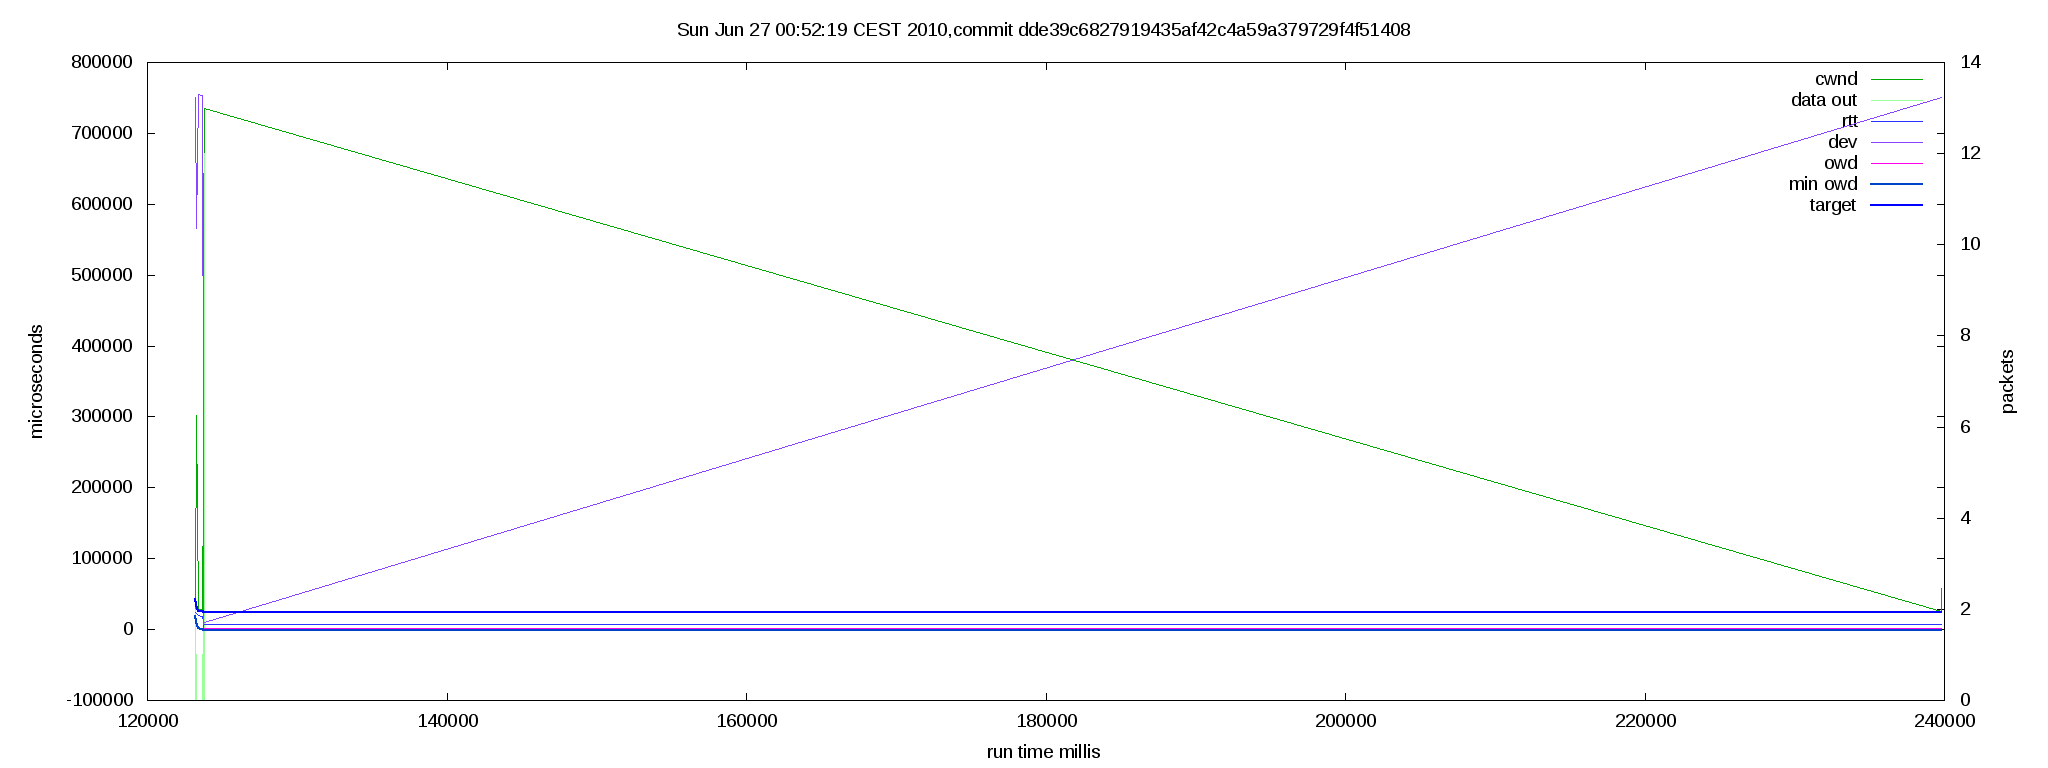 Sun Jun 27 00:52:19 CEST 2010,commit dde39c6827919435af42c4a59a379729f4f51408
800000
700000
600000
500000
400000
300000
200000
100000
0
-100000
microseconds
14
12
10
8
6
4
2
0
packets
cwnd
data out
rtt
dev
owd
min owd
target
120000
140000
160000
180000
200000
220000
240000
run time millis